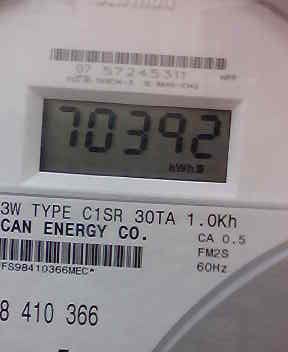 07 57245311
70392
kWh
3W TYPE C1SR 30TA 1.0Kh
CAN ENERGY CO.
CA 0.5
FM2S
*FS98410366MEC*
60Hz
8 410 366